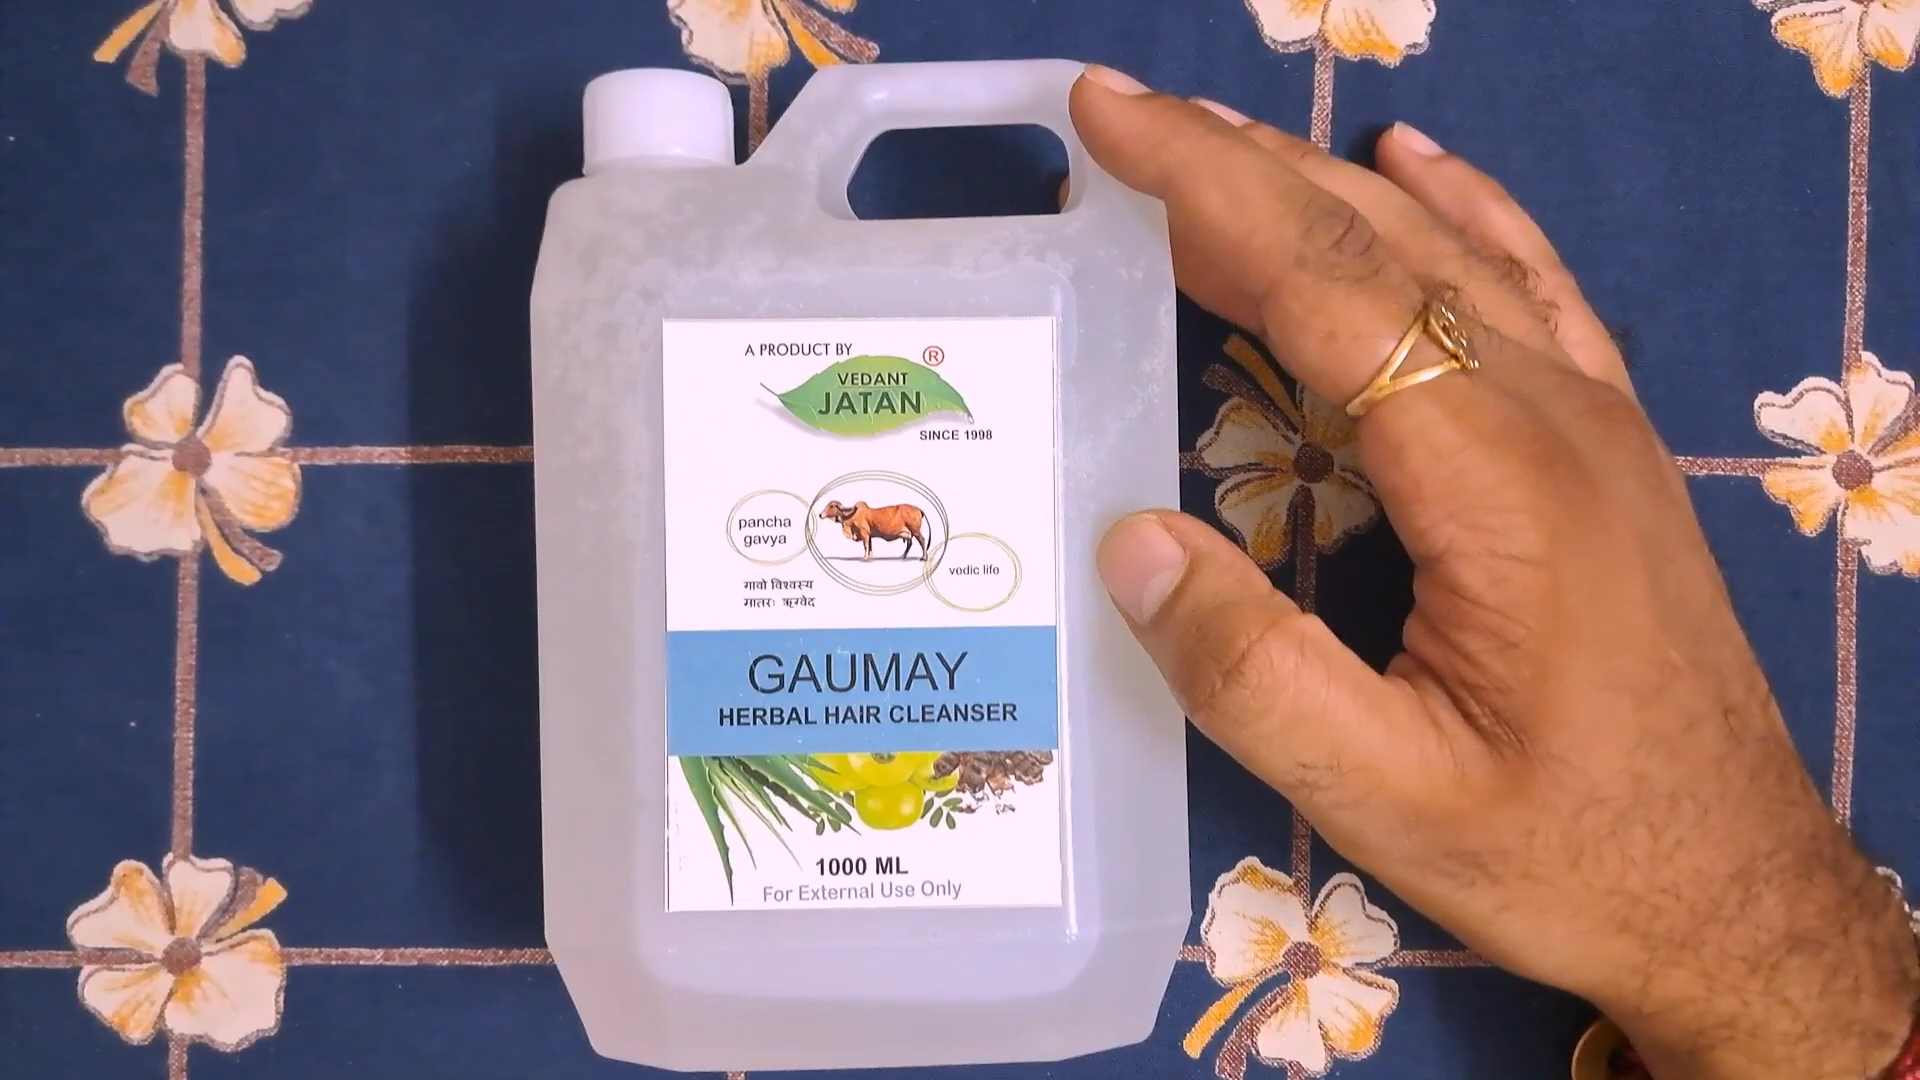 A PRODUCT BY
®
VEDANT
JATAN
SINCE 1998
pancha
gavya
vedic life
गावो विश्वस्य
मातरः ऋग्वेद
GAUMAY
HERBAL HAIR CLEANSER
1000 ML
For External Use Only